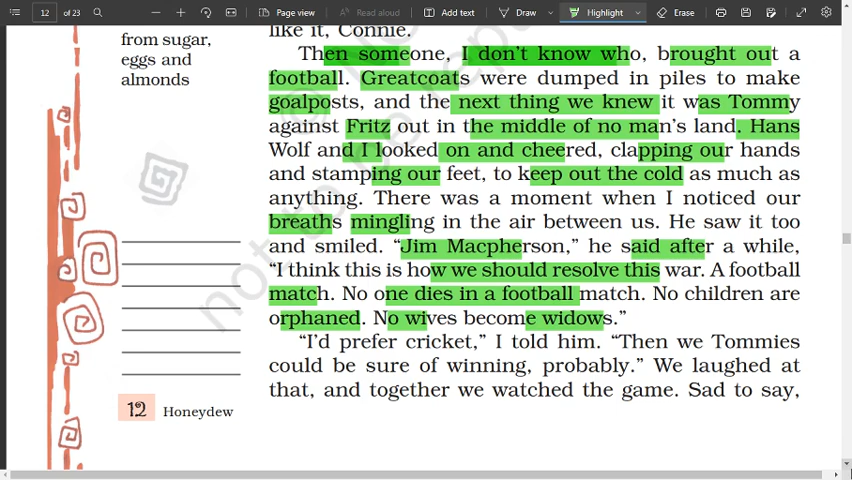 12 of 23 Page view Read aloud Add text Draw Highlight Erase
like it, Connie.
from sugar,
eggs and
almonds
Then someone, I don't know who, brought out a
football. Greatcoats were dumped in piles to make
goalposts, and the next thing we knew it was Tommy
against Fritz out in the middle of no man's land. Hans
Wolf and I looked on and cheered, clapping our hands
and stamping our feet, to keep out the cold as much as
anything. There was a moment when I noticed our
breaths mingling in the air between us. He saw it too
and smiled. “Jim Macpherson,” he said after a while,
“I think this is how we should resolve this war. A football
match. No one dies in a football match. No children are
orphaned. No wives become widows.”
“I'd prefer cricket,” I told him. “Then we Tommies
could be sure of winning, probably.” We laughed at
that, and together we watched the game. Sad to say,
12 Honeydew
not to be repu